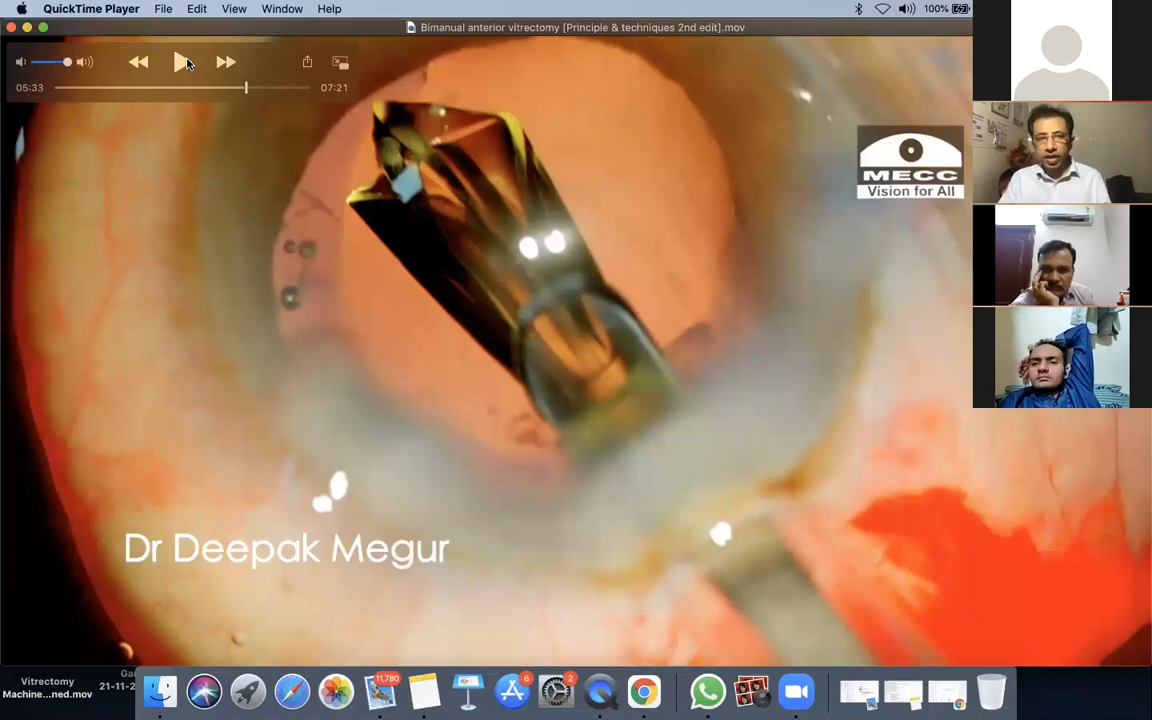 QuickTime Player File Edit View Window Help 100%
Bimanual anterior vitrectomy [Principle & techniques 2nd edit].mov
05:33 07:21
MECC
Vision for All
Dr Deepak Megur
Vitrectomy
Machine...ned.mov
Ga
21-11-2
11,780
6
2